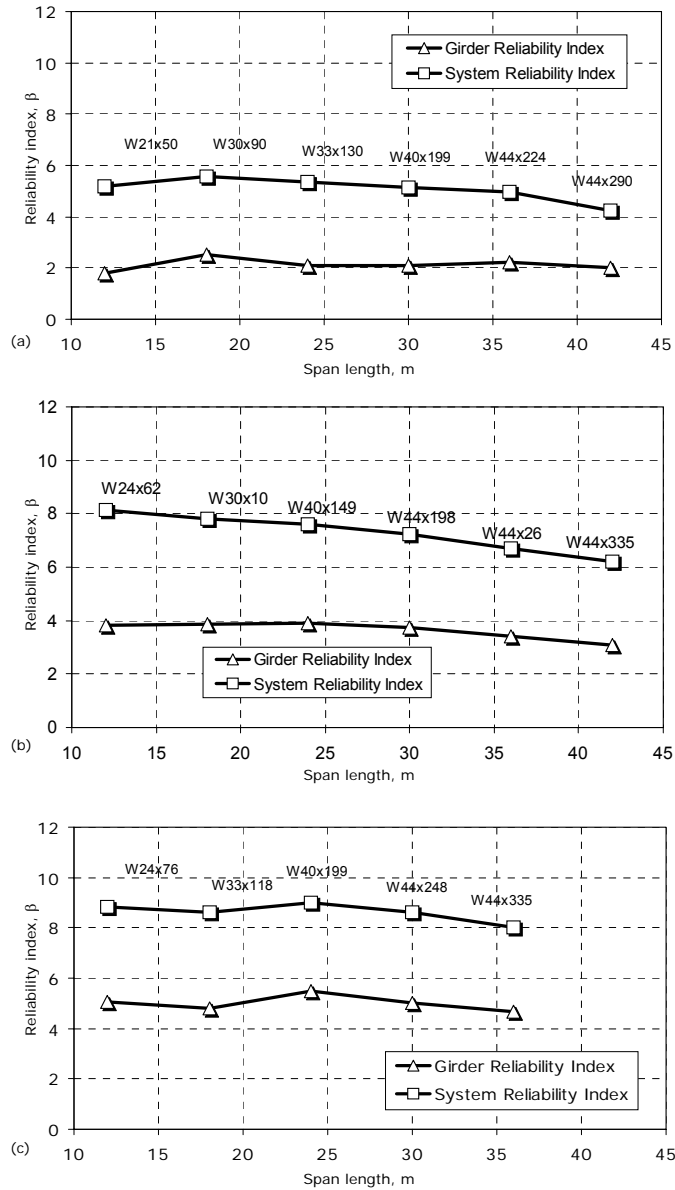 12
Girder Reliability Index
System Reliability Index
10
8
W21x50 W30x90 W33x130 W40x199 W44x224 W44x290
6
4
2
0
Reliability index, β
(a)
10 15 20 25 30 35 40 45
Span length, m
12
10
W24x62 W30x10 W40x149 W44x198 W44x26 W44x335
8
6
4
Girder Reliability Index
System Reliability Index
2
0
Reliability index, β
(b)
10 15 20 25 30 35 40 45
Span length, m
12
W24x76 W33x118 W40x199 W44x248 W44x335
10
8
6
4
Girder Reliability Index
System Reliability Index
2
0
Reliability index, β
(c)
10 15 20 25 30 35 40 45
Span length, m